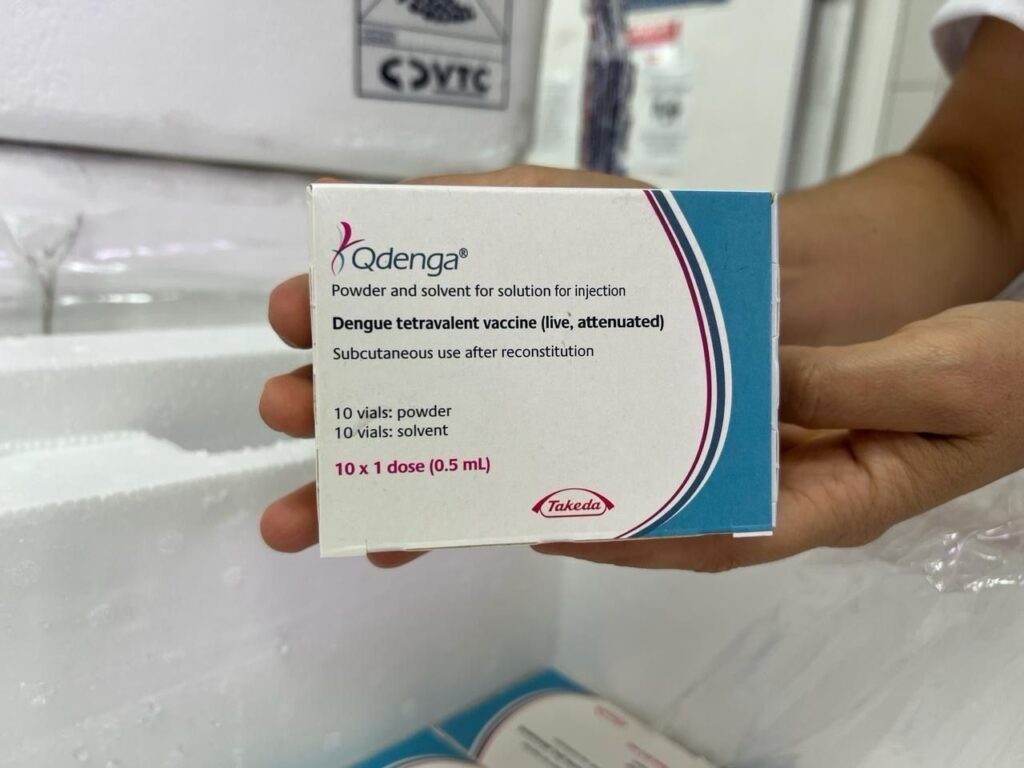 VTC
Qdenga®
Powder and solvent for solution for injection
Dengue tetravalent vaccine (live, attenuated)
Subcutaneous use after reconstitution
10 vials: powder
10 vials: solvent
10 x 1 dose (0.5 mL)
Takeda